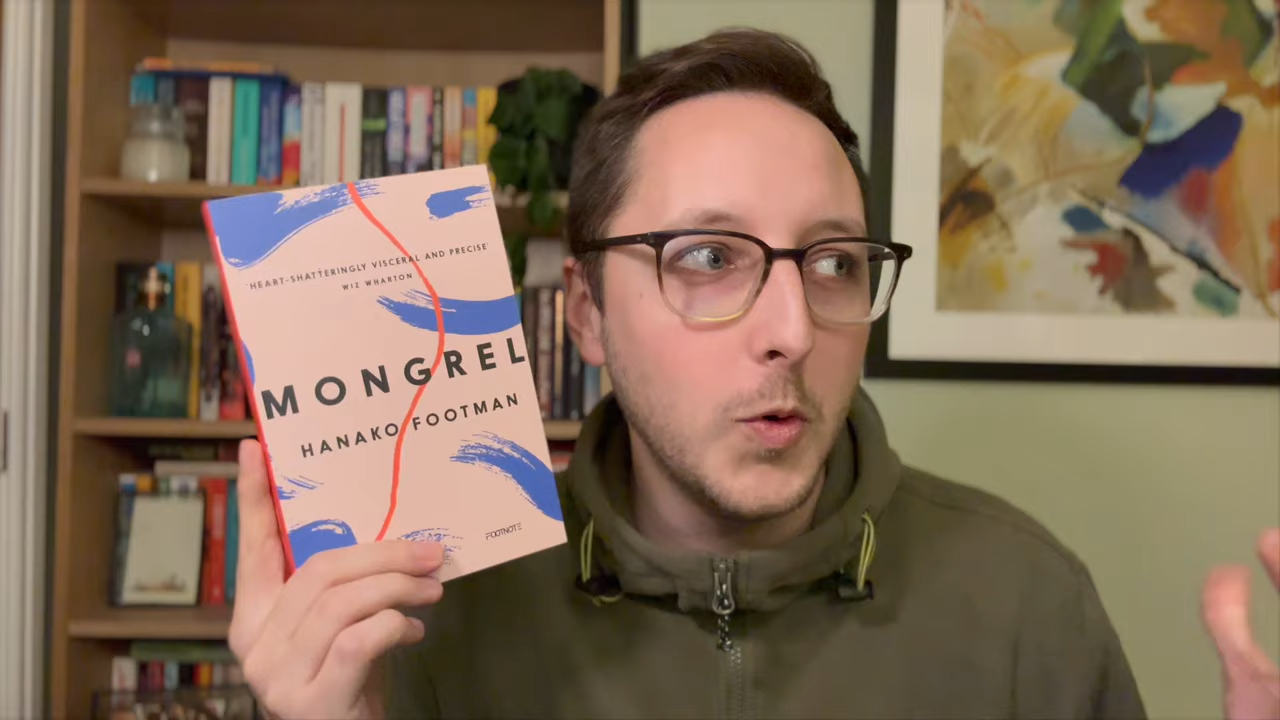 'HEART-SHATTERINGLY VISCERAL AND PRECISE'
WIZ WHARTON
MONGREL
HANAKO FOOTMAN
FOOTNOTE